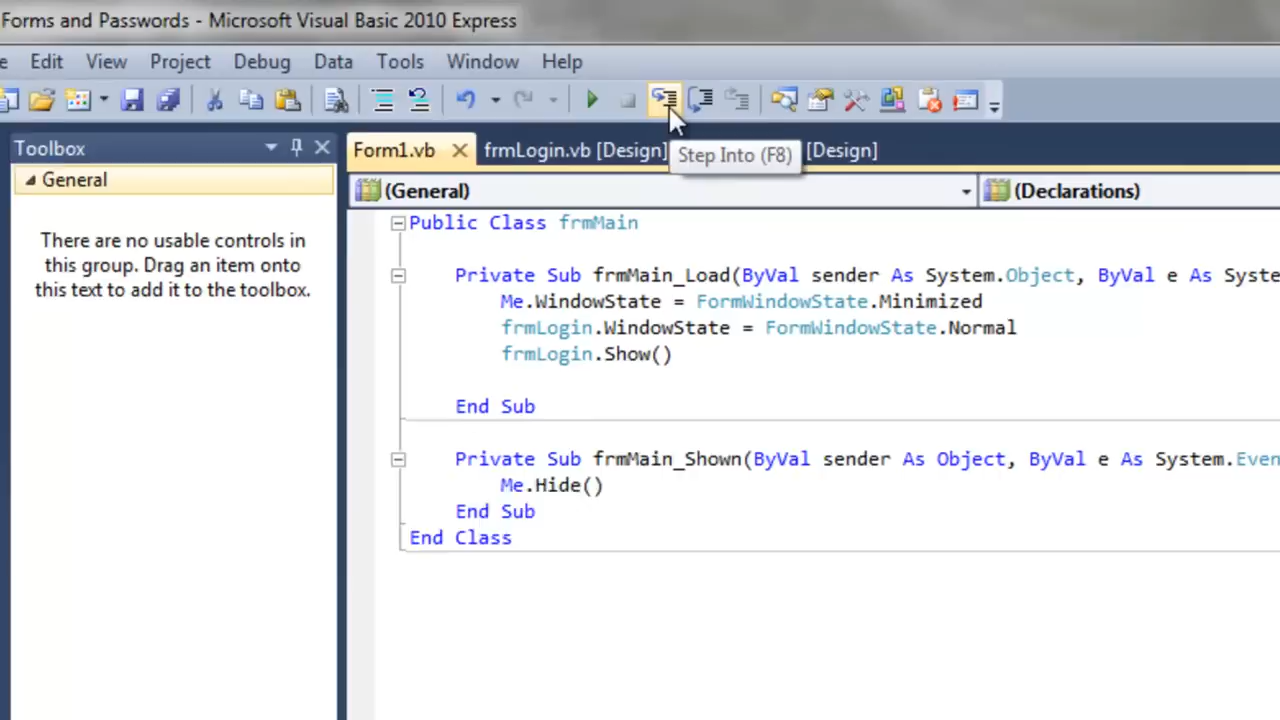 Forms and Passwords - Microsoft Visual Basic 2010 Express
e Edit View Project Debug Data Tools Window Help
Toolbox
General
There are no usable controls in
this group. Drag an item onto
this text to add it to the toolbox.
Form1.vb frmLogin.vb [Design] [Design]
Step Into (F8)
(General) (Declarations)
Public Class frmMain
Private Sub frmMain_Load(ByVal sender As System.Object, ByVal e As Syste
Me.WindowState = FormWindowState.Minimized
frmLogin.WindowState = FormWindowState.Normal
frmLogin.Show()
End Sub
Private Sub frmMain_Shown(ByVal sender As Object, ByVal e As System.Even
Me.Hide()
End Sub
End Class